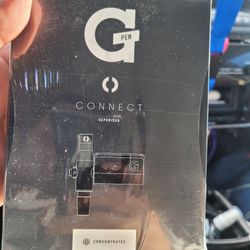 G
PEN
CONNECT
VAPORIZER
CONCENTRATES